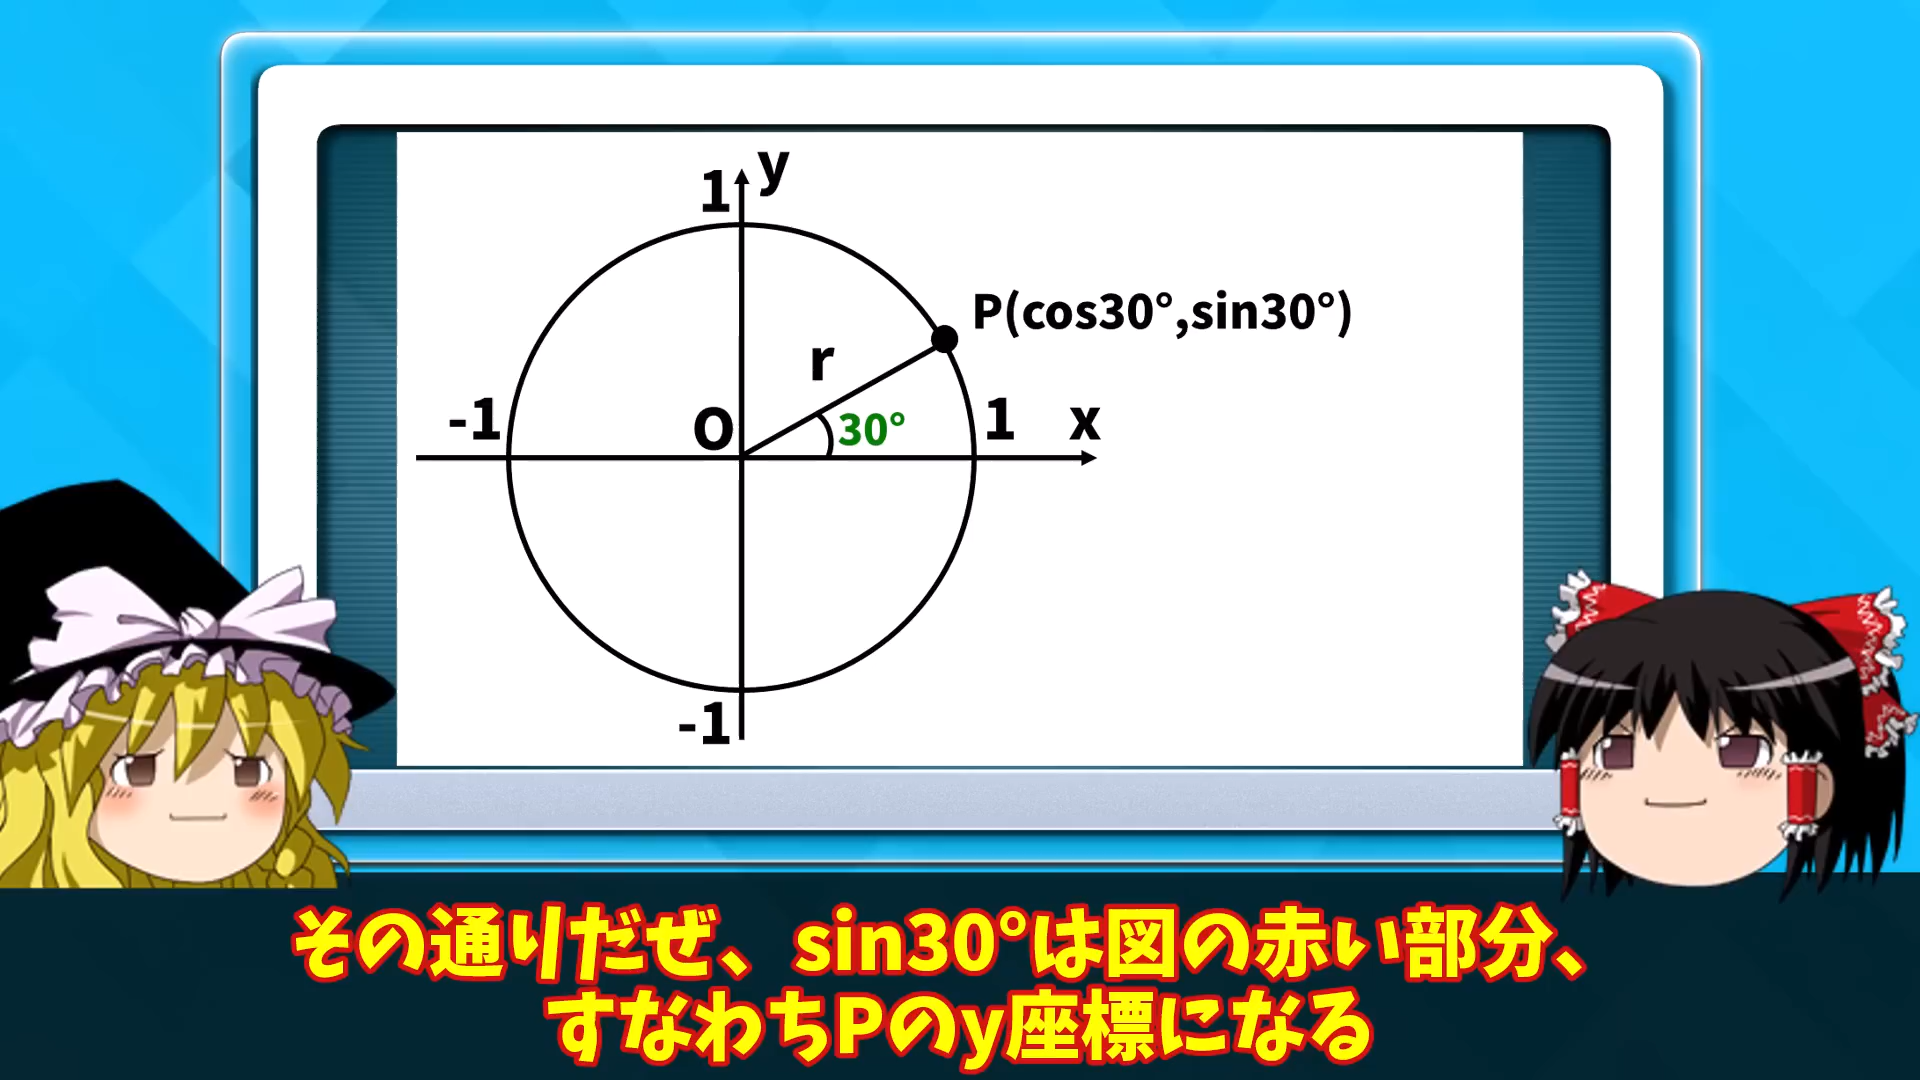 y
1
P(cos30°,sin30°)
r
-1
O
30°
1
x
-1
その通りだぜ、sin30°は図の赤い部分、
すなわちPのy座標になる